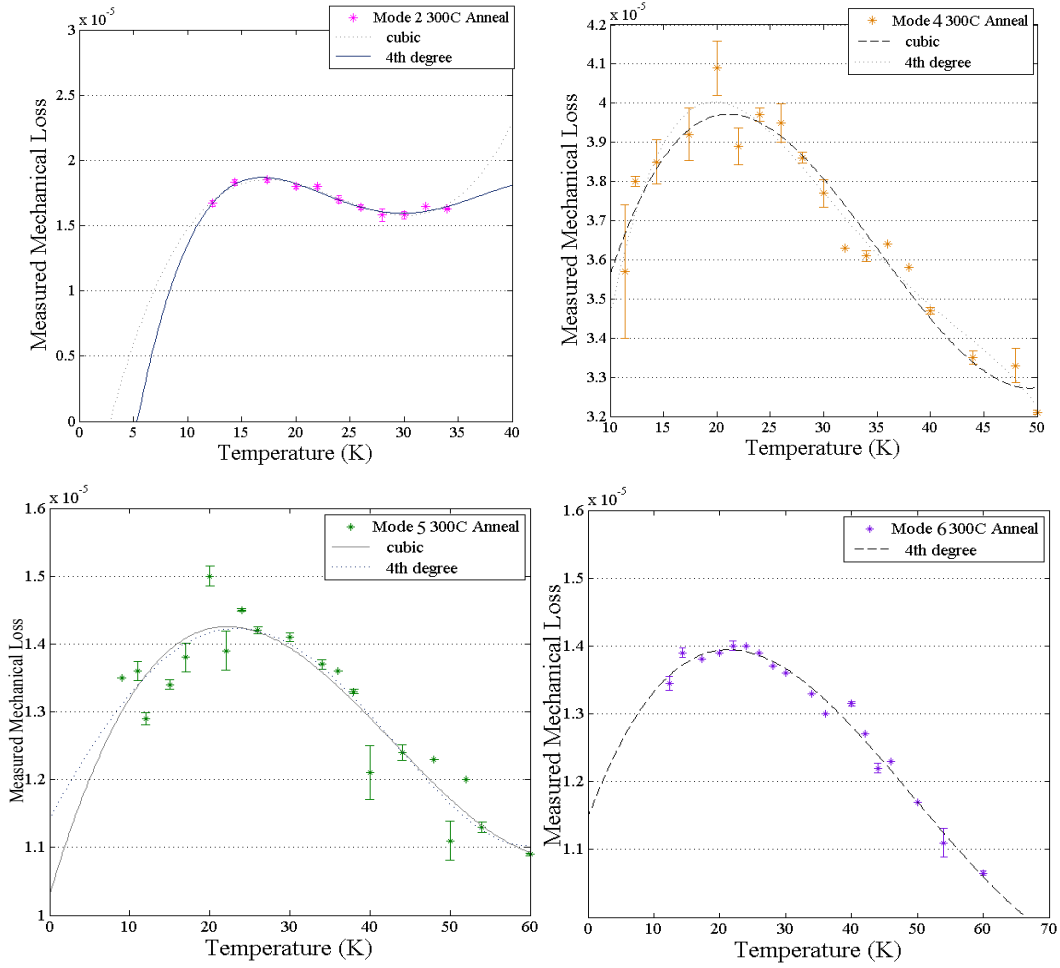 x 10⁻⁵
3
2.5
2
1.5
1
0.5
0
0
5
10
15
20
25
30
35
40
Measured Mechanical Loss
Temperature (K)
Mode 2 300C Anneal
cubic
4th degree
x 10⁻⁵
4.2
4.1
4
3.9
3.8
3.7
3.6
3.5
3.4
3.3
3.2
10
15
20
25
30
35
40
45
50
Measured Mechanical Loss
Temperature (K)
Mode 4 300C Anneal
cubic
4th degree
x 10⁻⁵
1.6
1.5
1.4
1.3
1.2
1.1
1
0
10
20
30
40
50
60
Measured Mechanical Loss
Temperature (K)
Mode 5 300C Anneal
cubic
4th degree
x 10⁻⁵
1.6
1.5
1.4
1.3
1.2
1.1
1
0
10
20
30
40
50
60
70
Measured Mechanical Loss
Temperature (K)
Mode 6 300C Anneal
4th degree